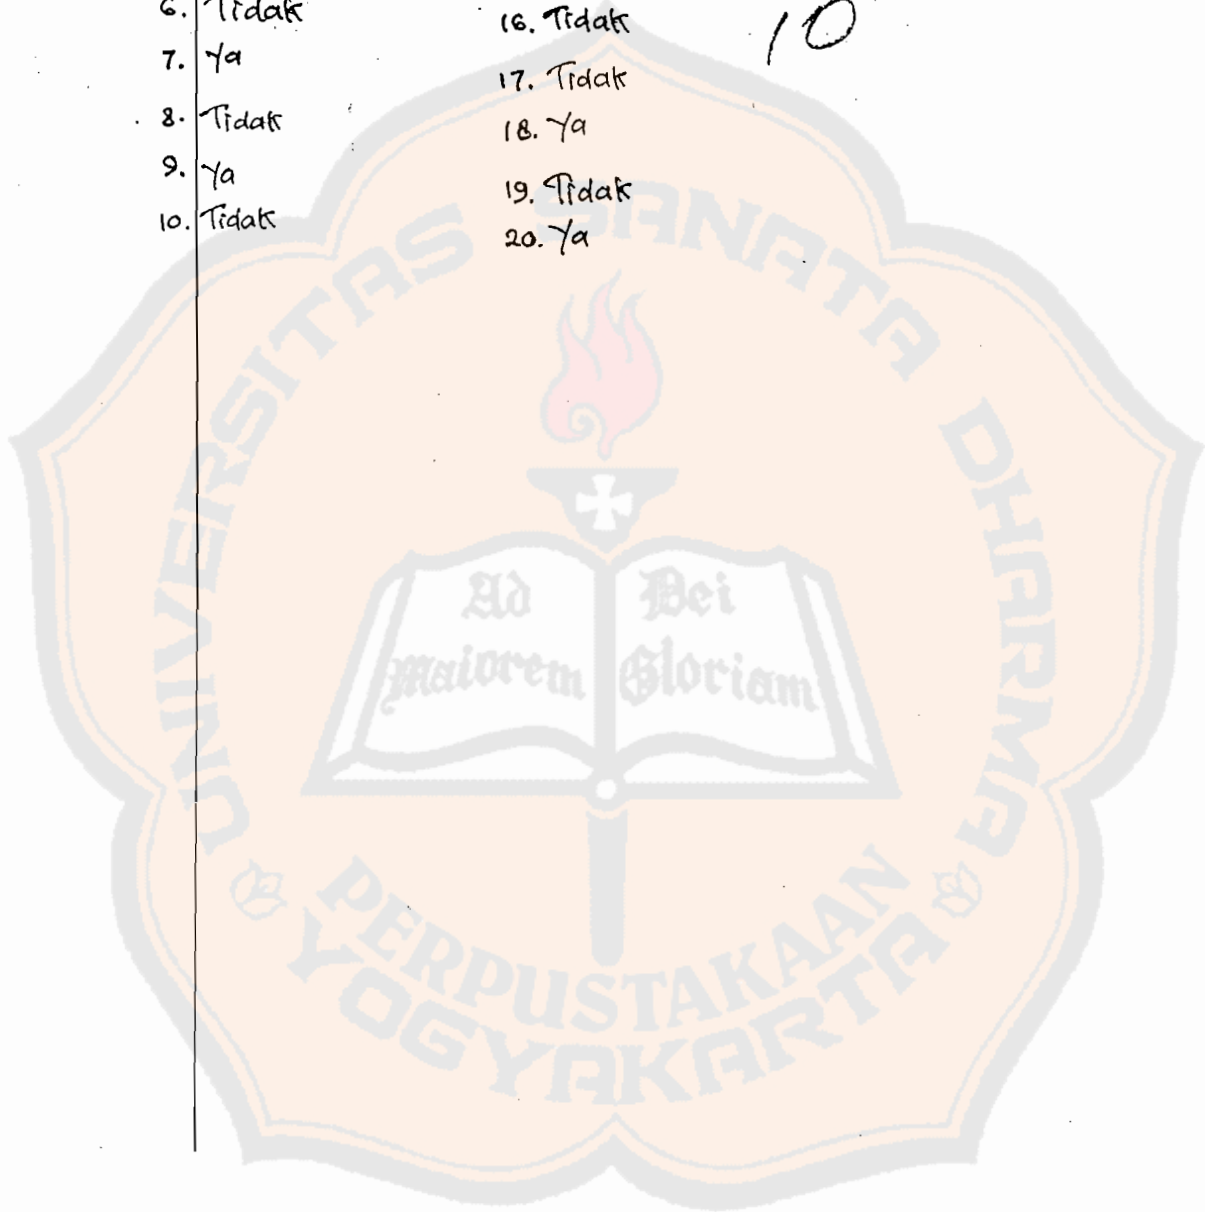 6. Tidak
7. Ya
8. Tidak
9. Ya
10. Tidak
16. Tidak
17. Tidak
18. Ya
19. Tidak
20. Ya
10
UNIVERSITAS SANATA DHARMA
Ad Maiorem
Dei Gloriam
PERPUSTAKAAN
YOGYAKARTA